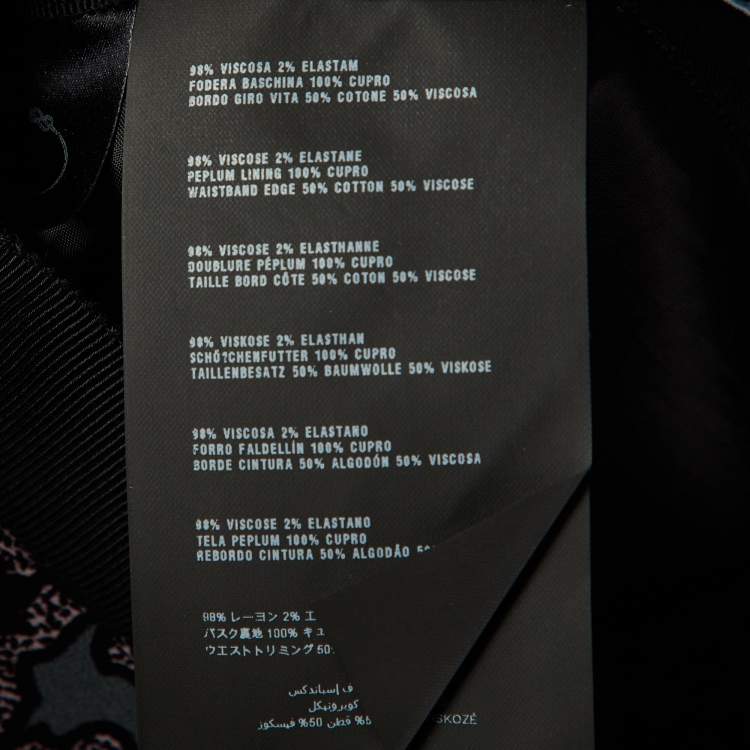 98% VISCOSA 2% ELASTAM
FODERA BASCHINA 100% CUPRO
BORDO GIRO VITA 50% COTONE 50% VISCOSA
98% VISCOSE 2% ELASTANE
PEPLUM LINING 100% CUPRO
WAISTBAND EDGE 50% COTTON 50% VISCOSE
98% VISCOSE 2% ELASTHANNE
DOUBLURE PÉPLUM 100% CUPRO
TAILLE BORD CÔTE 50% COTON 50% VISCOSE
98% VISKOSE 2% ELASTHAN
SCHÖ?CHENFUTTER 100% CUPRO
TAILLENBESATZ 50% BAUMWOLLE 50% VISKOSE
98% VISCOSA 2% ELASTANO
FORRO FALDELLÍN 100% CUPRO
BORDE CINTURA 50% ALGODÓN 50% VISCOSA
98% VISCOSE 2% ELASTANO
TELA PEPLUM 100% CUPRO
REBORDO CINTURA 50% ALGODÃO
98% レーヨン 2% エ
バスク裏地 100% キュ
ウエストトリミング 50
ف إسباندكس
كوبرونيكل
قطن 50% فيسكوز
SKOZÉ